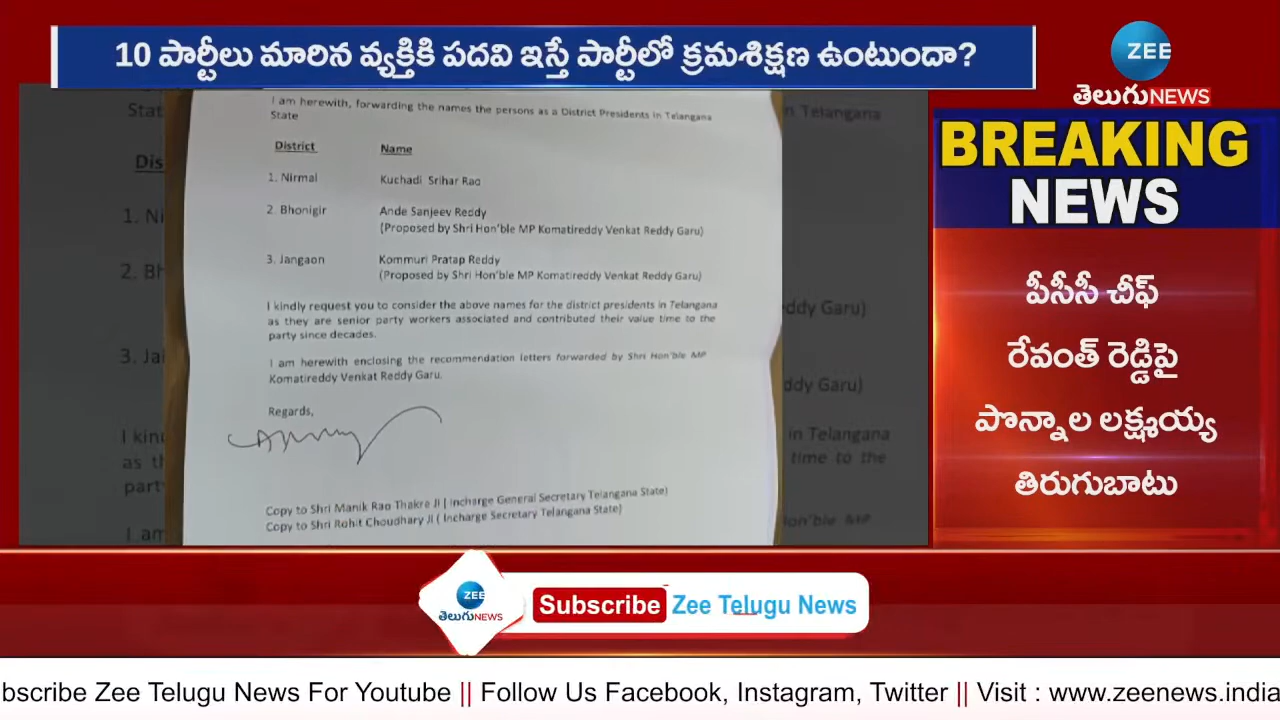 10 పార్టీలు మారిన వ్యక్తికి పదవి ఇస్తే పార్టీలో క్రమశిక్షణ ఉంటుందా?
ZEE
తెలుగు NEWS
BREAKING
NEWS
పీసీసీ చీఫ్
రేవంత్ రెడ్డిపై
పొన్నాల లక్ష్మయ్య
తిరుగుబాటు
I am herewith, forwarding the names the persons as a District Presidents in Telangana
State
District Name
1. Nirmal Kuchadi Srihar Rao
2. Bhonigir Ande Sanjeev Reddy
(Proposed by Shri Hon'ble MP Komatireddy Venkat Reddy Garu)
3. Jangaon Kommuri Pratap Reddy
(Proposed by Shri Hon'ble MP Komatireddy Venkat Reddy Garu)
I kindly request you to consider the above names for the district presidents in Telangana
as they are senior party workers associated and contributed their value time to the
party since decades.
I am herewith enclosing the recommendation letters forwarded by Shri Hon'ble MP
Komatireddy Venkat Reddy Garu.
Regards,
Copy to Shri Manik Rao Thakre Ji ( Incharge General Secretary Telangana State)
Copy to Shri Rohit Choudhary Ji ( Incharge Secretary Telangana State)
ZEE
తెలుగు NEWS
Subscribe Zee Telugu News
bscribe Zee Telugu News For Youtube || Follow Us Facebook, Instagram, Twitter || Visit : www.zeenews.india